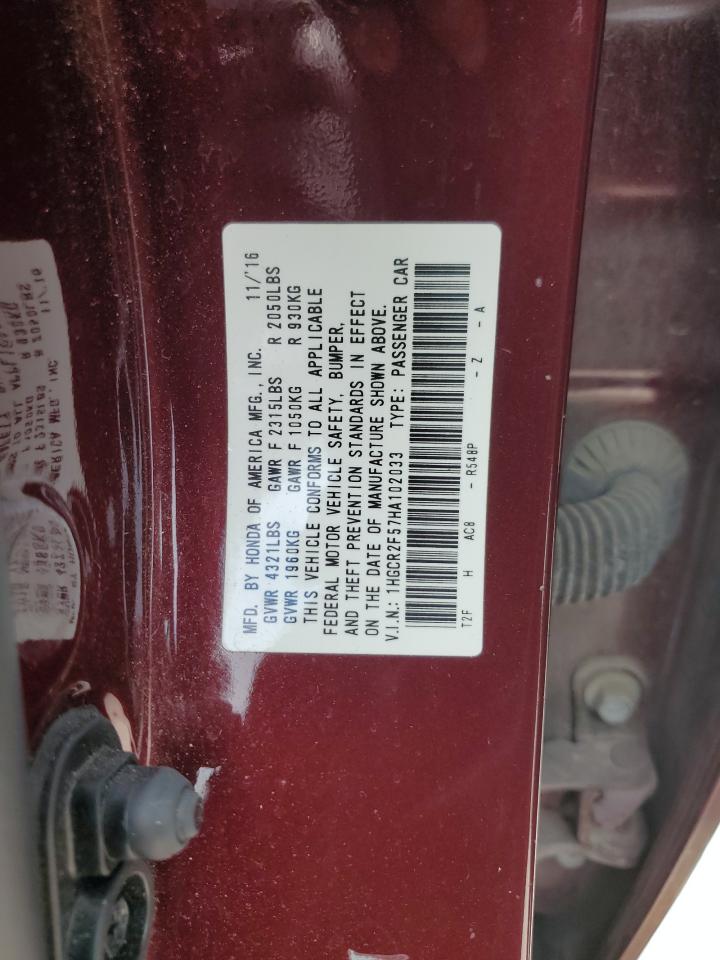 MFD. BY HONDA OF AMERICA MFG., INC. 11/'16
GVWR 4321LBS GAWR F 2315LBS R 2050LBS
GVWR 1960KG GAWR F 1050KG R 930KG
THIS VEHICLE CONFORMS TO ALL APPLICABLE
FEDERAL MOTOR VEHICLE SAFETY, BUMPER,
AND THEFT PREVENTION STANDARDS IN EFFECT
ON THE DATE OF MANUFACTURE SHOWN ABOVE.
V.I.N.: 1HGCR2F57HA102033 TYPE: PASSENGER CAR
T2F H AC8 - R548P - Z - A